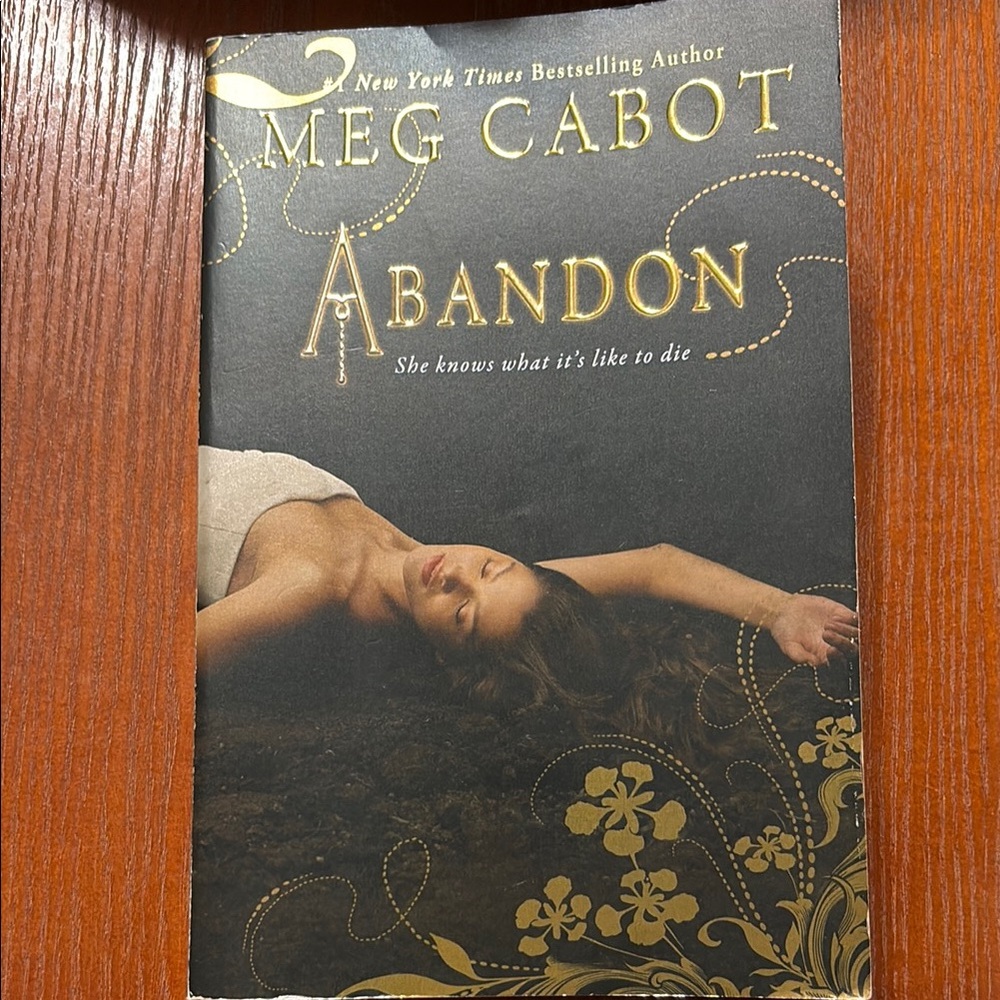 #1 New York Times Bestselling Author
MEG CABOT
ABANDON
She knows what it's like to die